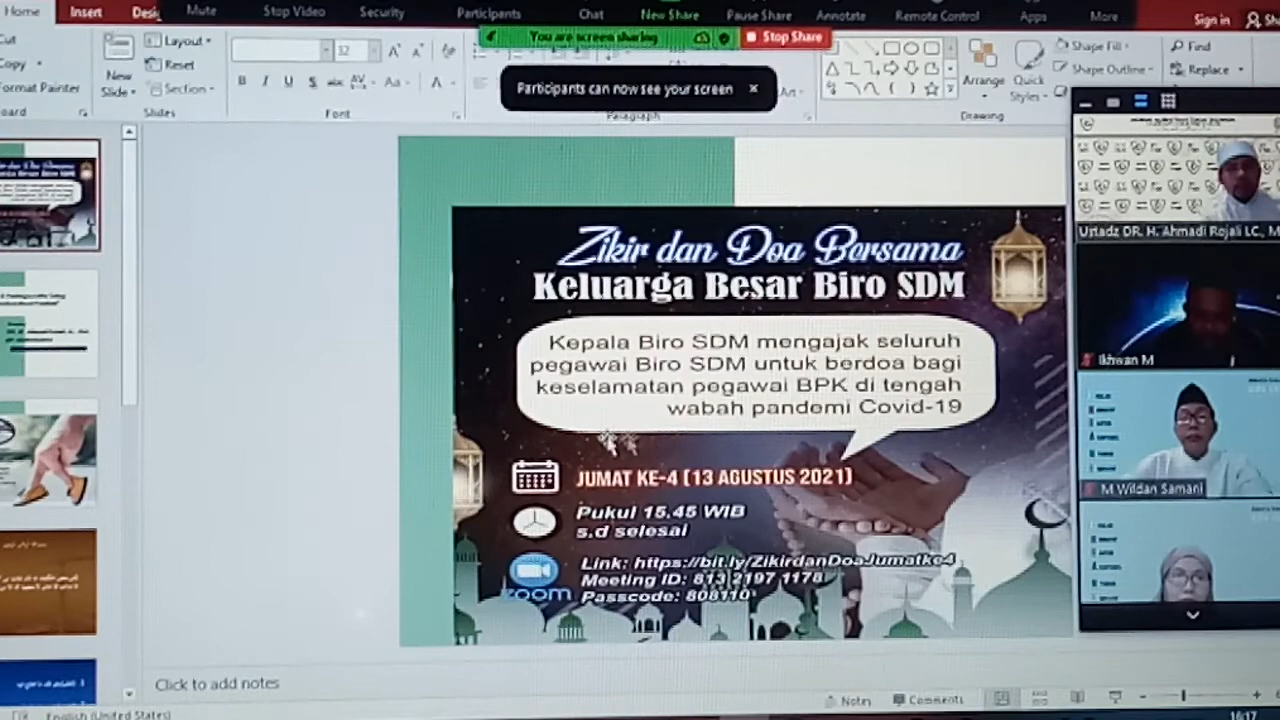 Home Insert Design Mute Stop Video Security Participants Chat New Share Pause Share Annotate Remote Control Apps More Sign in
You are screen sharing Stop Share
Participants can now see your screen
Layout
Reset
Section
New
Slide
Format Painter
32
Arrange
Quick
Styles
Shape Fill
Shape Outline
Find
Replace
Slides
Font
Paragraph
Drawing
Zikir dan Doa Bersama
Keluarga Besar Biro SDM
Kepala Biro SDM mengajak seluruh
pegawai Biro SDM untuk berdoa bagi
keselamatan pegawai BPK di tengah
wabah pandemi Covid-19
JUMAT KE-4 (13 AGUSTUS 2021)
Pukul 15.45 WIB
s.d selesai
Link: https://bit.ly/ZikirdanDoaJumatke4
Meeting ID: 813 2197 1178
Passcode: 808110
zoom
Ustadz DR. H. Ahmadi Rojali LC, M
Ikhwan M
M Wildan Samani
Click to add notes
Notes
Comments
English (United States)
16:17